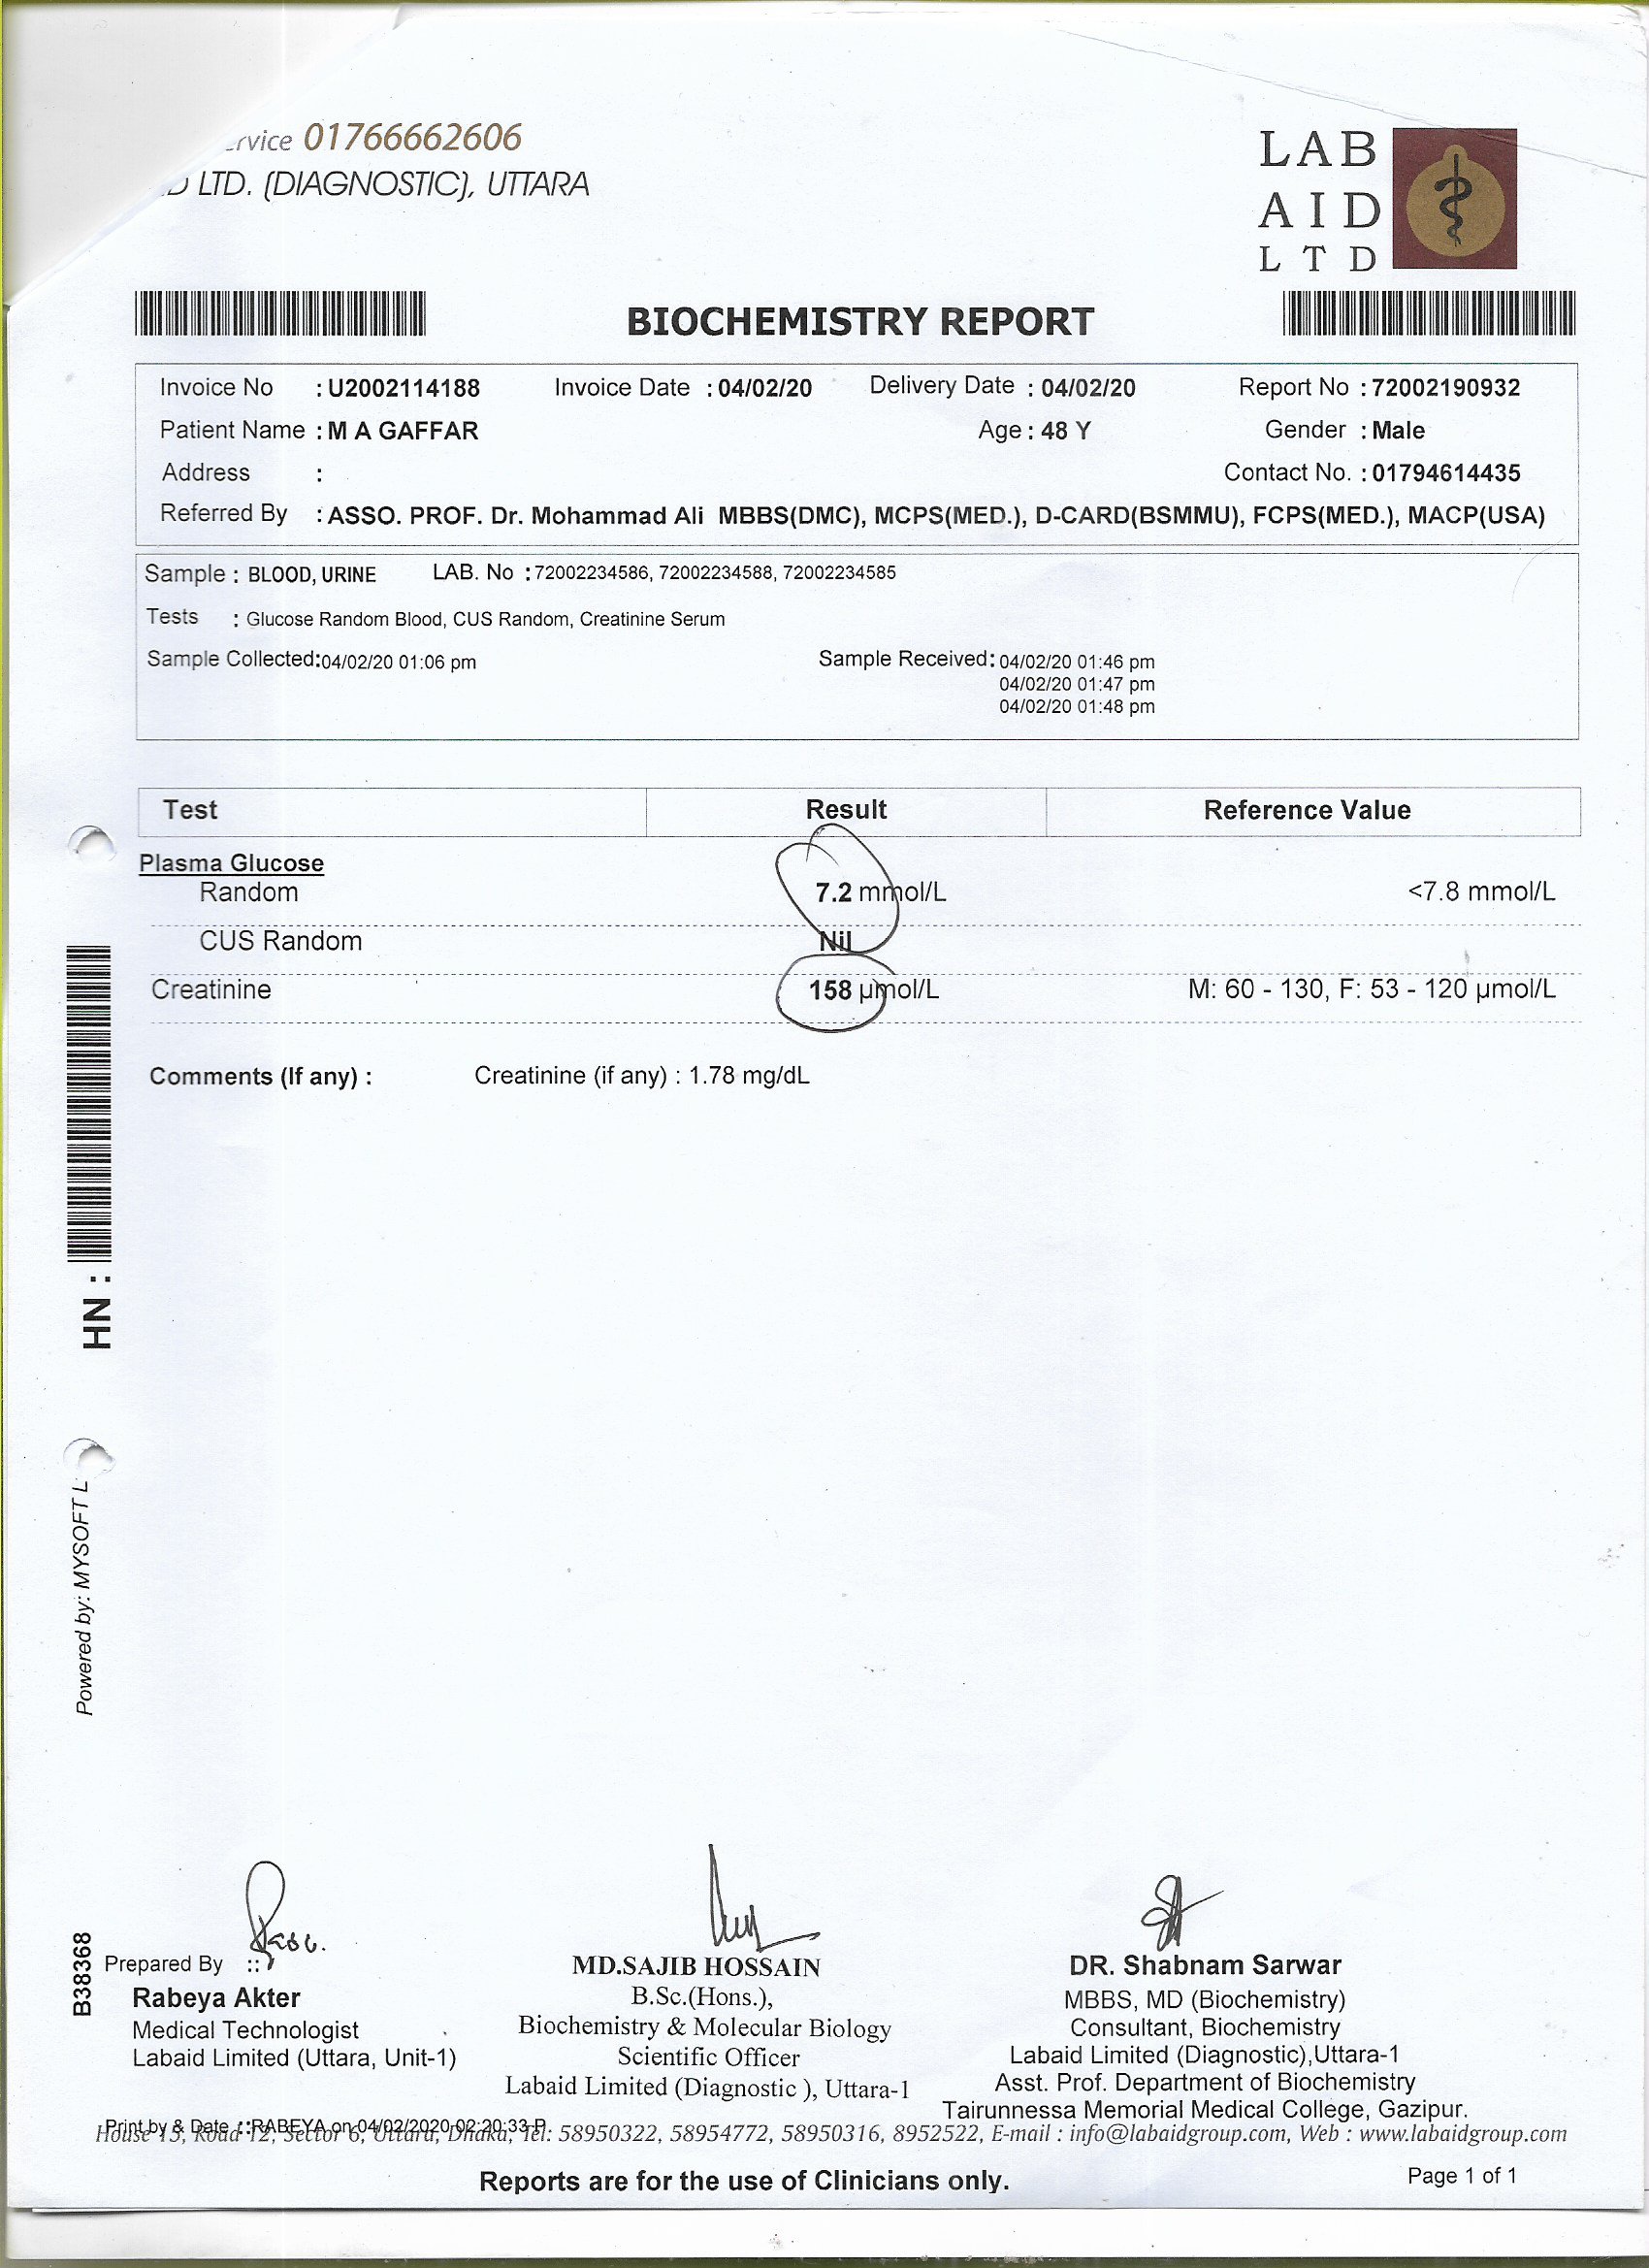 01766662606
LTD. (DIAGNOSTIC), UTTARA
LAB
AID
LTD
BIOCHEMISTRY REPORT
Invoice No : U2002114188 Invoice Date : 04/02/20 Delivery Date : 04/02/20 Report No : 72002190932
Patient Name : M A GAFFAR Age : 48 Y Gender : Male
Address : Contact No. : 01794614435
Referred By : ASSO. PROF. Dr. Mohammad Ali MBBS(DMC), MCPS(MED.), D-CARD(BSMMU), FCPS(MED.), MACP(USA)
Sample : BLOOD, URINE LAB. No : 72002234586, 72002234588, 72002234585
Tests : Glucose Random Blood, CUS Random, Creatinine Serum
Sample Collected: 04/02/20 01:06 pm Sample Received: 04/02/20 01:46 pm
04/02/20 01:47 pm
04/02/20 01:48 pm
Test Result Reference Value
Plasma Glucose
Random 7.2 mmol/L <7.8 mmol/L
CUS Random Nil
Creatinine 158 µmol/L M: 60 - 130, F: 53 - 120 µmol/L
Comments (If any) : Creatinine (if any) : 1.78 mg/dL
HN :
Powered by: MYSOFT L
B38368
Prepared By ::
Rabeya Akter
Medical Technologist
Labaid Limited (Uttara, Unit-1)
MD.SAJIB HOSSAIN
B.Sc.(Hons.),
Biochemistry & Molecular Biology
Scientific Officer
Labaid Limited (Diagnostic ), Uttara-1
DR. Shabnam Sarwar
MBBS, MD (Biochemistry)
Consultant, Biochemistry
Labaid Limited (Diagnostic),Uttara-1
Asst. Prof. Department of Biochemistry
Tairunnessa Memorial Medical College, Gazipur.
Print by & Date ::RABEYA on 04/02/2020 02:20:33 P
House 15, Road 12, Sector 6, Uttara, Dhaka, Tel: 58950322, 58954772, 58950316, 8952522, E-mail : info@labaidgroup.com, Web : www.labaidgroup.com
Reports are for the use of Clinicians only.
Page 1 of 1